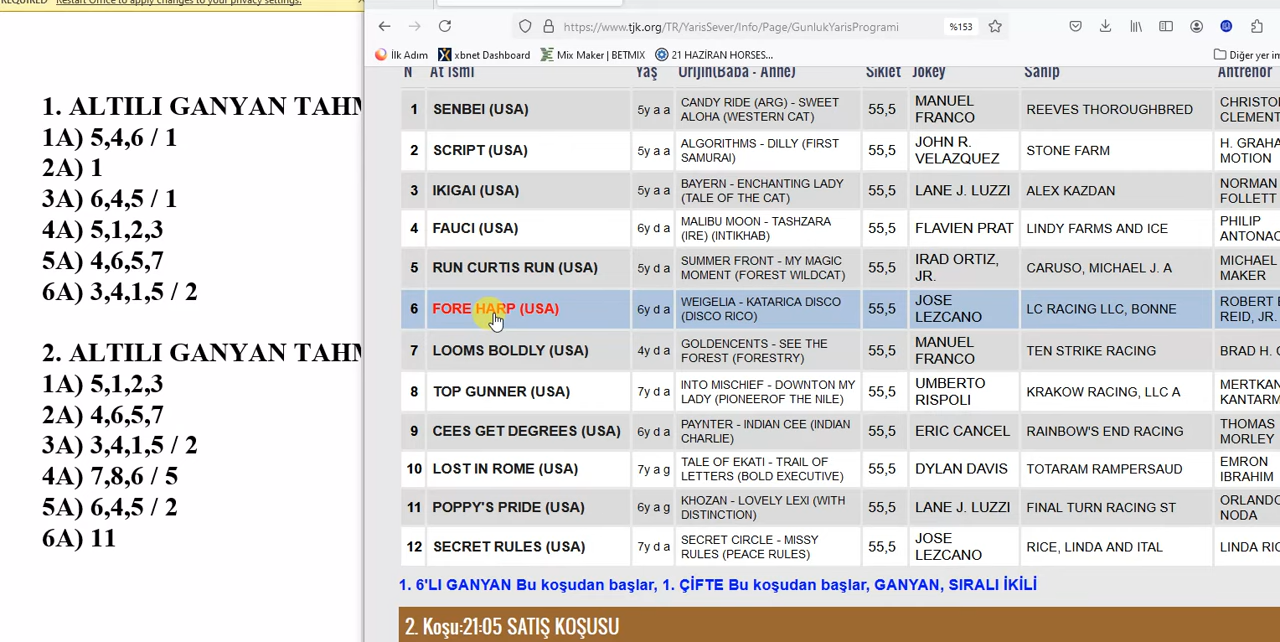 REQUIRED Restart Office to apply changes to your privacy settings.
1. ALTILI GANYAN TAHM
1A) 5,4,6 / 1
2A) 1
3A) 6,4,5 / 1
4A) 5,1,2,3
5A) 4,6,5,7
6A) 3,4,1,5 / 2
2. ALTILI GANYAN TAHM
1A) 5,1,2,3
2A) 4,6,5,7
3A) 3,4,1,5 / 2
4A) 7,8,6 / 5
5A) 6,4,5 / 2
6A) 11
https://www.tjk.org/TR/YarisSever/Info/Page/GunlukYarisProgrami %153
İlk Adım xbnet Dashboard Mix Maker | BETMIX 21 HAZİRAN HORSES... Diğer yer im
N At İsmi Yaş Orijin(Baba - Anne) Sıklet Jokey Sahip Antrenör
1 SENBEI (USA) 5y a a CANDY RIDE (ARG) - SWEET ALOHA (WESTERN CAT) 55,5 MANUEL FRANCO REEVES THOROUGHBRED CHRISTO CLEMENT
2 SCRIPT (USA) 5y a a ALGORITHMS - DILLY (FIRST SAMURAI) 55,5 JOHN R. VELAZQUEZ STONE FARM H. GRAHA MOTION
3 IKIGAI (USA) 5y a a BAYERN - ENCHANTING LADY (TALE OF THE CAT) 55,5 LANE J. LUZZI ALEX KAZDAN NORMAN FOLLETT
4 FAUCI (USA) 6y d a MALIBU MOON - TASHZARA (IRE) (INTIKHAB) 55,5 FLAVIEN PRAT LINDY FARMS AND ICE PHILIP ANTONAC
5 RUN CURTIS RUN (USA) 5y d a SUMMER FRONT - MY MAGIC MOMENT (FOREST WILDCAT) 55,5 IRAD ORTIZ, JR. CARUSO, MICHAEL J. A MICHAEL MAKER
6 FORE HARP (USA) 6y d a WEIGELIA - KATARICA DISCO (DISCO RICO) 55,5 JOSE LEZCANO LC RACING LLC, BONNE ROBERT E REID, JR.
7 LOOMS BOLDLY (USA) 4y d a GOLDENCENTS - SEE THE FOREST (FORESTRY) 55,5 MANUEL FRANCO TEN STRIKE RACING BRAD H. C
8 TOP GUNNER (USA) 7y d a INTO MISCHIEF - DOWNTON MY LADY (PIONEEROF THE NILE) 55,5 UMBERTO RISPOLI KRAKOW RACING, LLC A MERTKAN KANTARM
9 CEES GET DEGREES (USA) 6y d a PAYNTER - INDIAN CEE (INDIAN CHARLIE) 55,5 ERIC CANCEL RAINBOW'S END RACING THOMAS MORLEY
10 LOST IN ROME (USA) 7y a g TALE OF EKATI - TRAIL OF LETTERS (BOLD EXECUTIVE) 55,5 DYLAN DAVIS TOTARAM RAMPERSAUD EMRON IBRAHIM
11 POPPY'S PRIDE (USA) 6y a g KHOZAN - LOVELY LEXI (WITH DISTINCTION) 55,5 LANE J. LUZZI FINAL TURN RACING ST ORLANDO NODA
12 SECRET RULES (USA) 7y d a SECRET CIRCLE - MISSY RULES (PEACE RULES) 55,5 JOSE LEZCANO RICE, LINDA AND ITAL LINDA RIC
1. 6'LI GANYAN Bu koşudan başlar, 1. ÇİFTE Bu koşudan başlar, GANYAN, SIRALI İKİLİ
2. Koşu:21:05 SATIŞ KOŞUSU